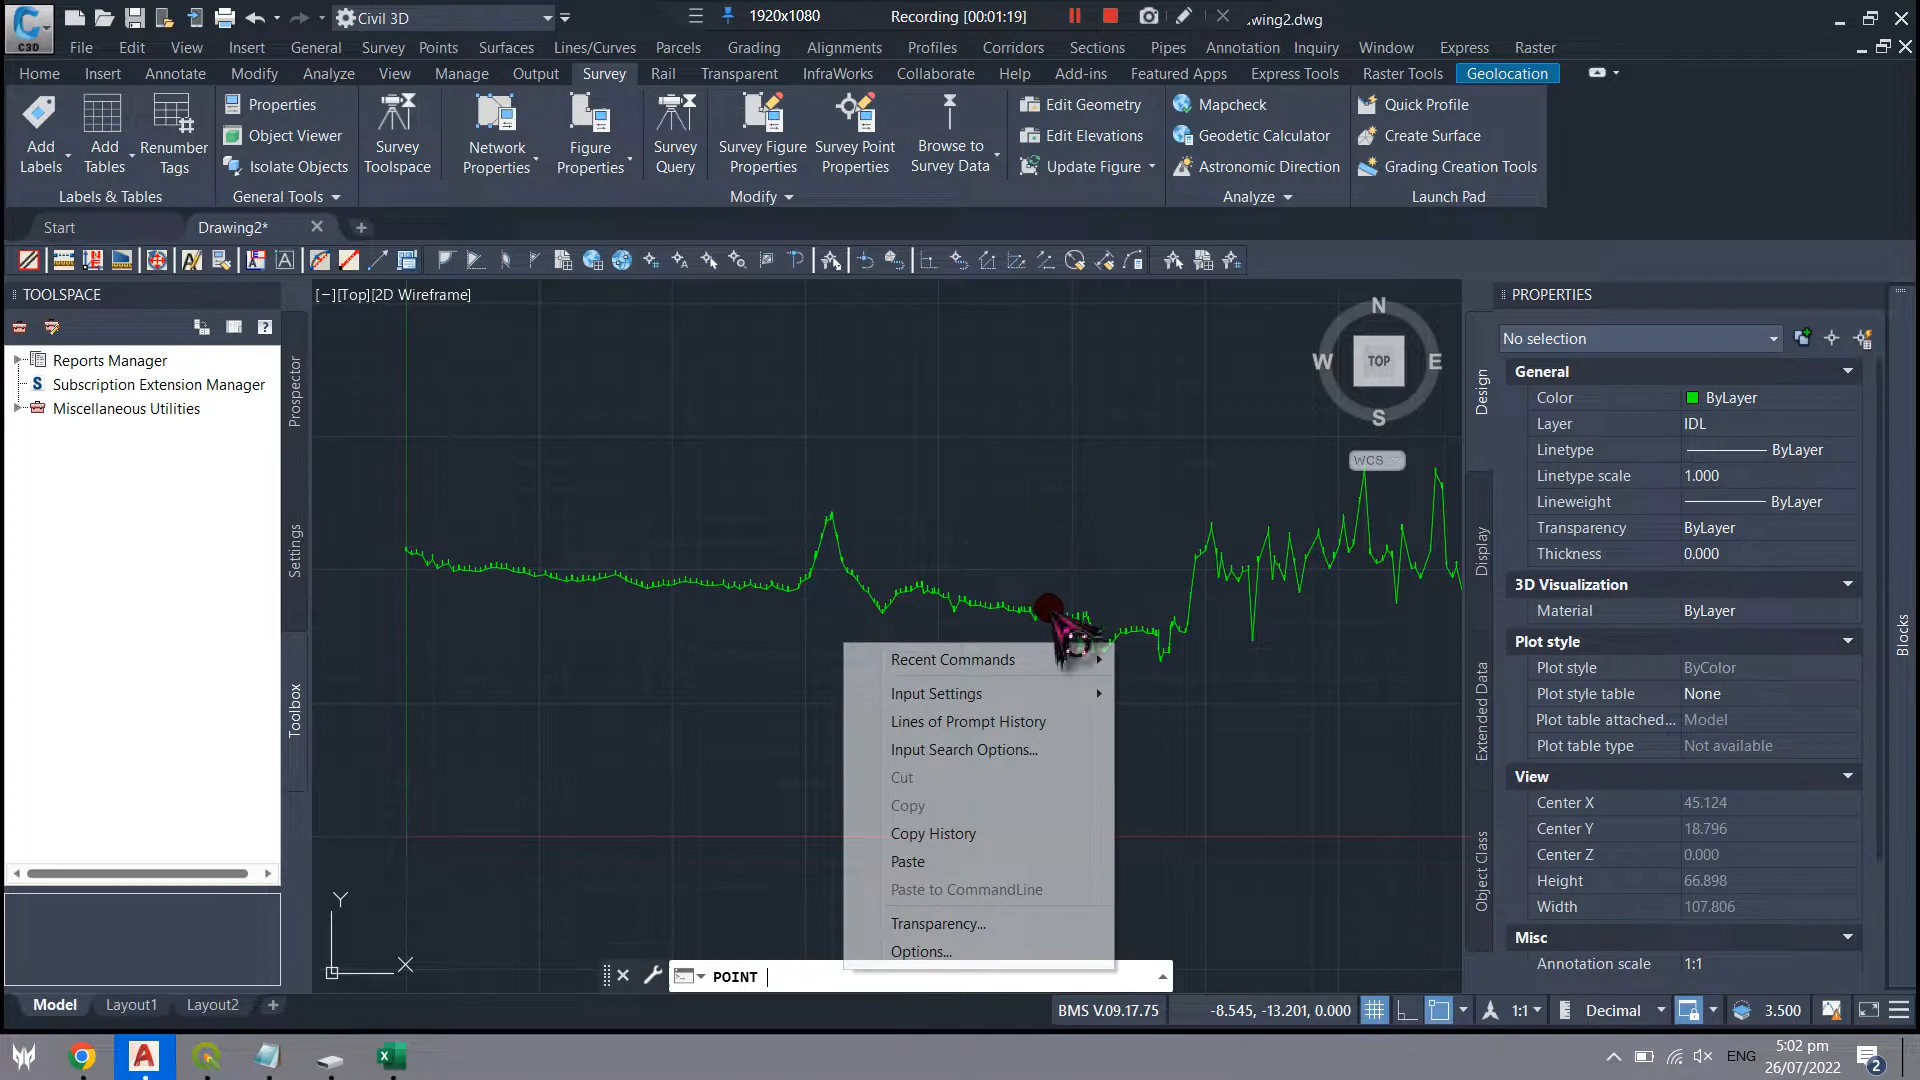 Civil 3D
1920x1080
Recording [00:01:19]
.wing2.dwg
C3D
File Edit View Insert General Survey Points Surfaces Lines/Curves Parcels Grading Alignments Profiles Corridors Sections Pipes Annotation Inquiry Window Express Raster
Home Insert Annotate Modify Analyze View Manage Output Survey Rail Transparent InfraWorks Collaborate Help Add-ins Featured Apps Express Tools Raster Tools Geolocation
Add Labels
Add Tables
Renumber Tags
Properties
Object Viewer
Isolate Objects
Survey Toolspace
Network Properties
Figure Properties
Survey Query
Survey Figure Properties
Survey Point Properties
Browse to Survey Data
Edit Geometry
Edit Elevations
Update Figure
Mapcheck
Geodetic Calculator
Astronomic Direction
Quick Profile
Create Surface
Grading Creation Tools
Labels & Tables General Tools Modify Analyze Launch Pad
Start Drawing2*
TOOLSPACE
Reports Manager
Subscription Extension Manager
Miscellaneous Utilities
Prospector
Settings
Toolbox
[−][Top][2D Wireframe]
N
W TOP E
S
WCS
Y
X
Recent Commands
Input Settings
Lines of Prompt History
Input Search Options...
Cut
Copy
Copy History
Paste
Paste to CommandLine
Transparency...
Options...
POINT
PROPERTIES
No selection
Design
Display
Extended Data
Object Class
Blocks
General
Color ByLayer
Layer IDL
Linetype ByLayer
Linetype scale 1.000
Lineweight ByLayer
Transparency ByLayer
Thickness 0.000
3D Visualization
Material ByLayer
Plot style
Plot style ByColor
Plot style table None
Plot table attached... Model
Plot table type Not available
View
Center X 45.124
Center Y 18.796
Center Z 0.000
Height 66.898
Width 107.806
Misc
Annotation scale 1:1
Model Layout1 Layout2
BMS V.09.17.75 -8.545, -13.201, 0.000 1:1 Decimal 3.500
ENG
5:02 pm
26/07/2022
2